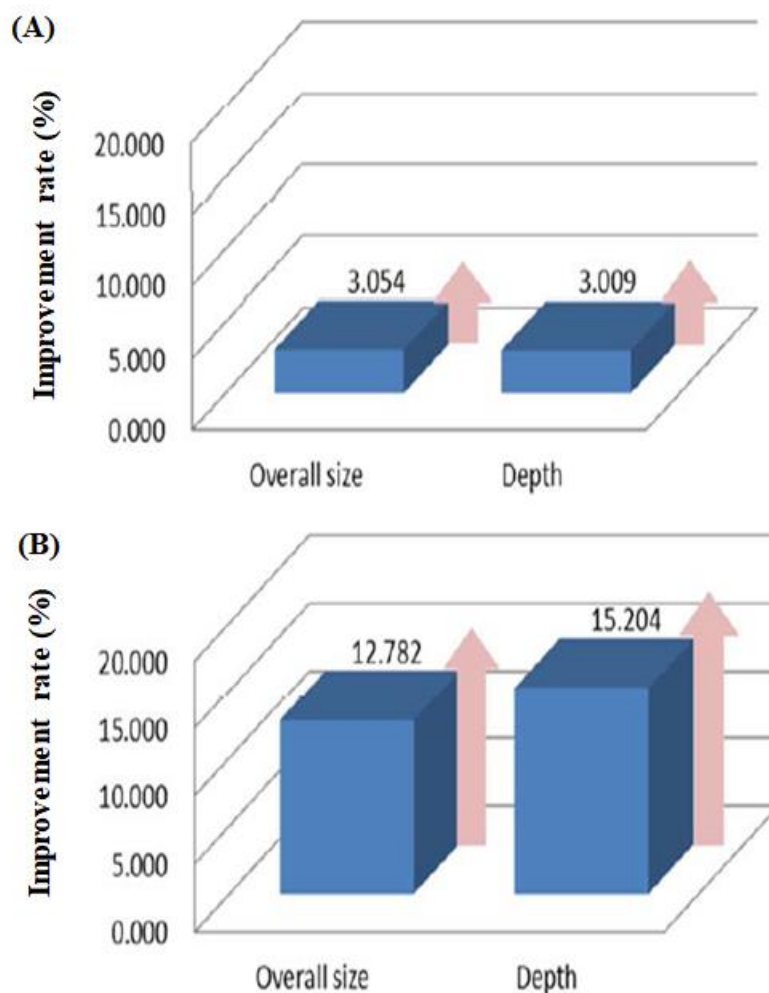 (A)
Improvement rate (%)
20.000
15.000
10.000
5.000
0.000
3.054
3.009
Overall size
Depth
(B)
Improvement rate (%)
20.000
15.000
10.000
5.000
0.000
12.782
15.204
Overall size
Depth